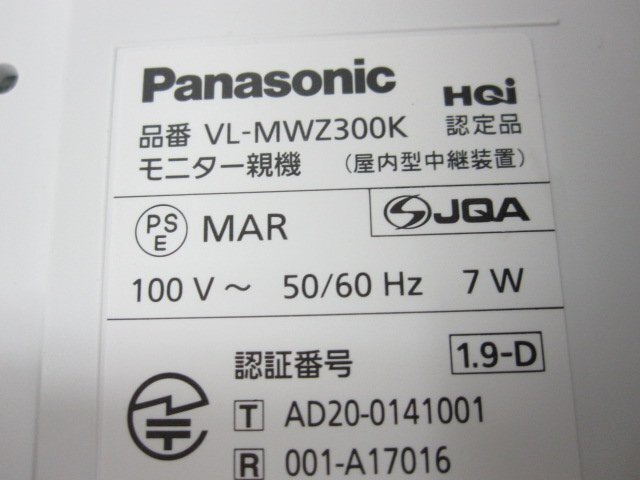 Panasonic
HQi
品番 VL-MWZ300K 認定品
モニター親機 (屋内型中継装置)
PS E MAR JQA
100 V～ 50/60 Hz 7 W
認証番号 1.9-D
T AD20-0141001
R 001-A17016